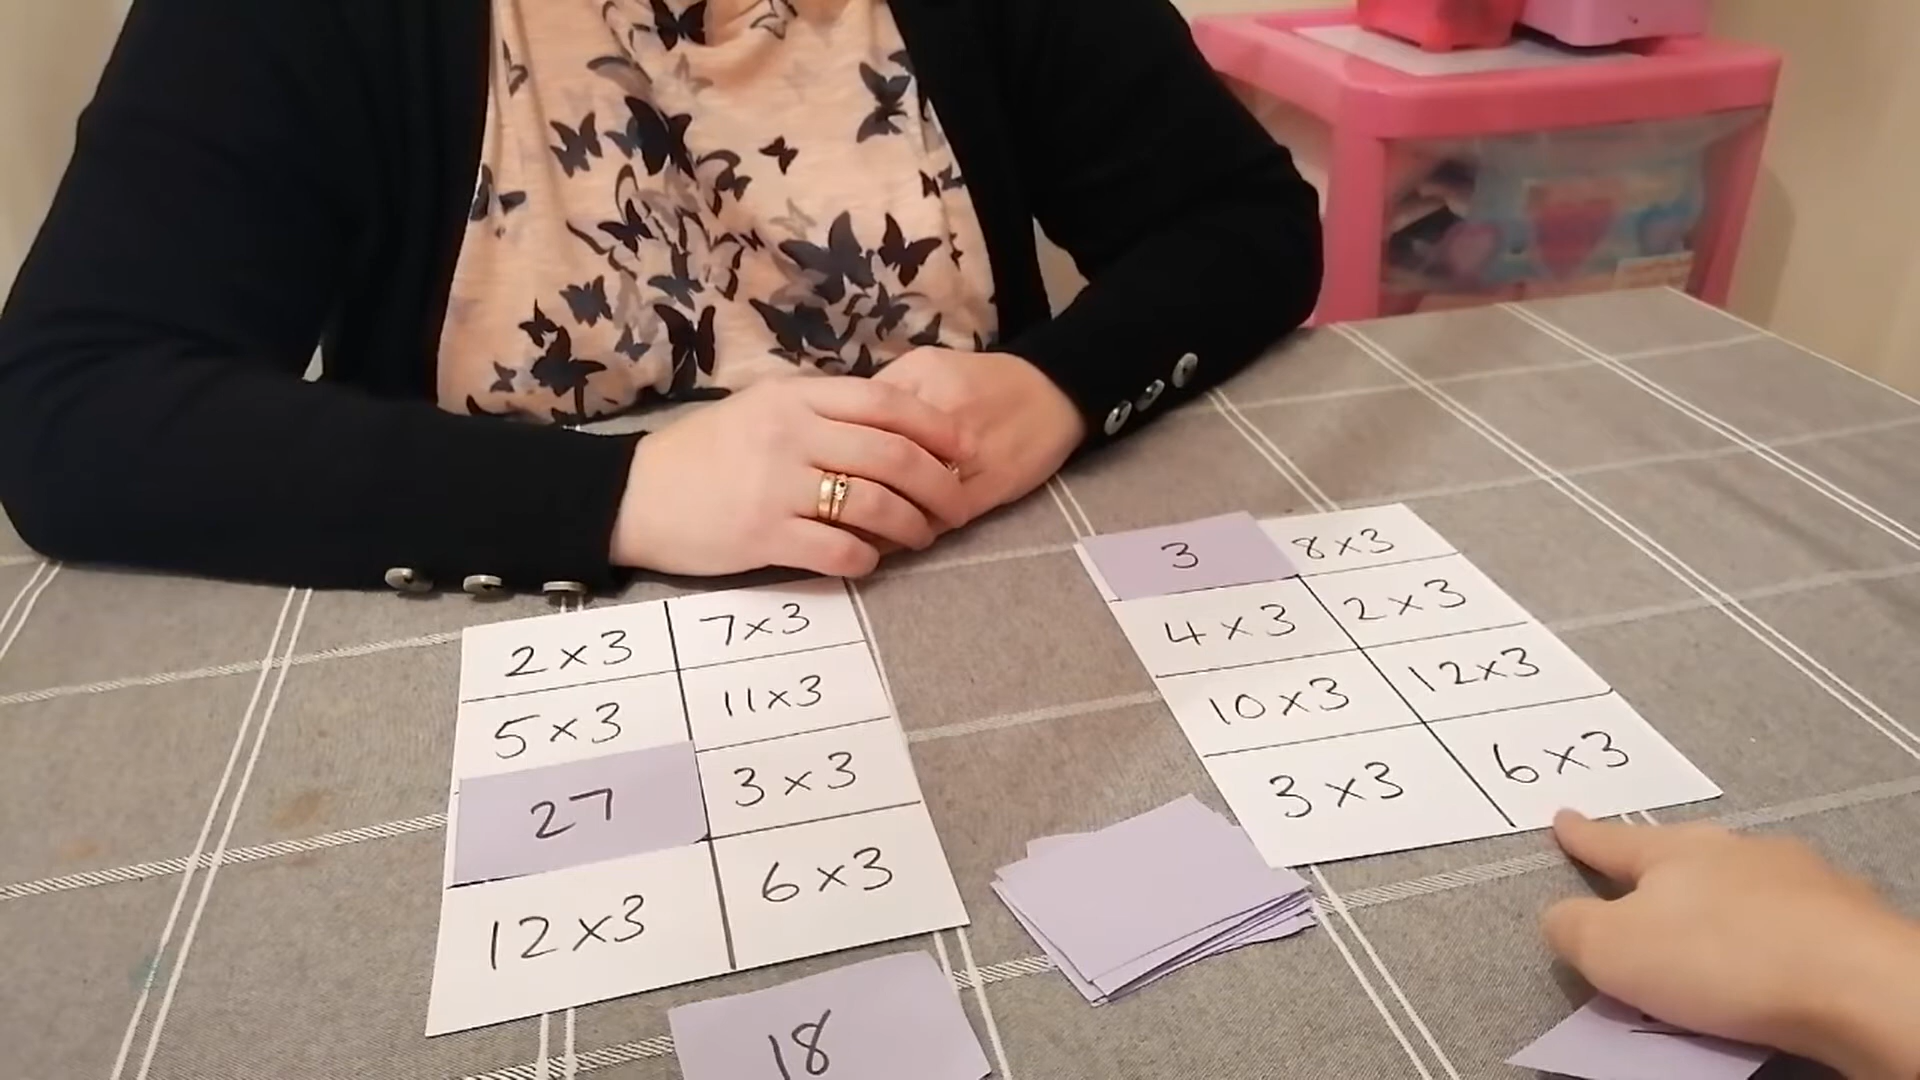 2 x 3 7 x 3
5 x 3 11 x 3
27 3 x 3
12 x 3 6 x 3
18
3 8 x 3
4 x 3 2 x 3
10 x 3 12 x 3
3 x 3 6 x 3